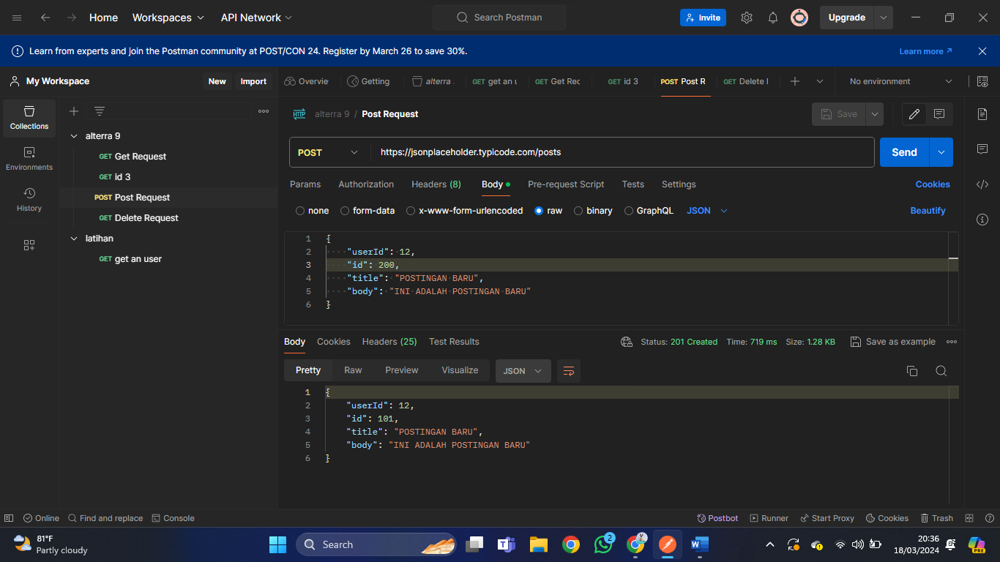 Home Workspaces API Network Search Postman Invite Upgrade
Learn from experts and join the Postman community at POST/CON 24. Register by March 26 to save 30%. Learn more
My Workspace New Import Overvie Getting alterra GET get an u GET Get Rec GET id 3 POST Post R GET Delete I No environment
Collections
Environments
History
alterra 9
GET Get Request
GET id 3
POST Post Request
GET Delete Request
latihan
GET get an user
HTTP alterra 9 / Post Request Save
POST https://jsonplaceholder.typicode.com/posts Send
Params Authorization Headers (8) Body Pre-request Script Tests Settings Cookies
none form-data x-www-form-urlencoded raw binary GraphQL JSON Beautify
1 {
2 "userId": 12,
3 "id": 200,
4 "title": "POSTINGAN BARU",
5 "body": "INI ADALAH POSTINGAN BARU"
6 }
Body Cookies Headers (25) Test Results Status: 201 Created Time: 719 ms Size: 1.28 KB Save as example
Pretty Raw Preview Visualize JSON
1 {
2 "userId": 12,
3 "id": 101,
4 "title": "POSTINGAN BARU",
5 "body": "INI ADALAH POSTINGAN BARU"
6 }
Online Find and replace Console Postbot Runner Start Proxy Cookies Trash
81°F
Partly cloudy
Search
2
Y
PRE
20:36
18/03/2024